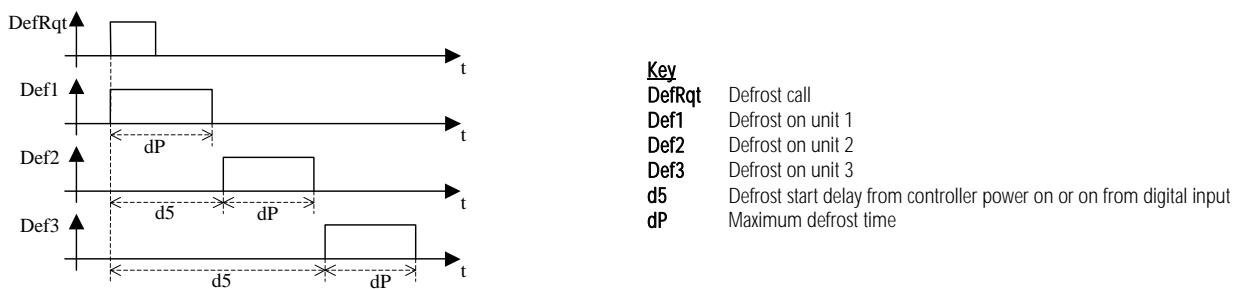 DefRqt
t
Def1
t
dP
Def2
t
d5 dP
Def3
t
d5 dP
Key
DefRqt Defrost call
Def1 Defrost on unit 1
Def2 Defrost on unit 2
Def3 Defrost on unit 3
d5 Defrost start delay from controller power on or on from digital input
dP Maximum defrost time